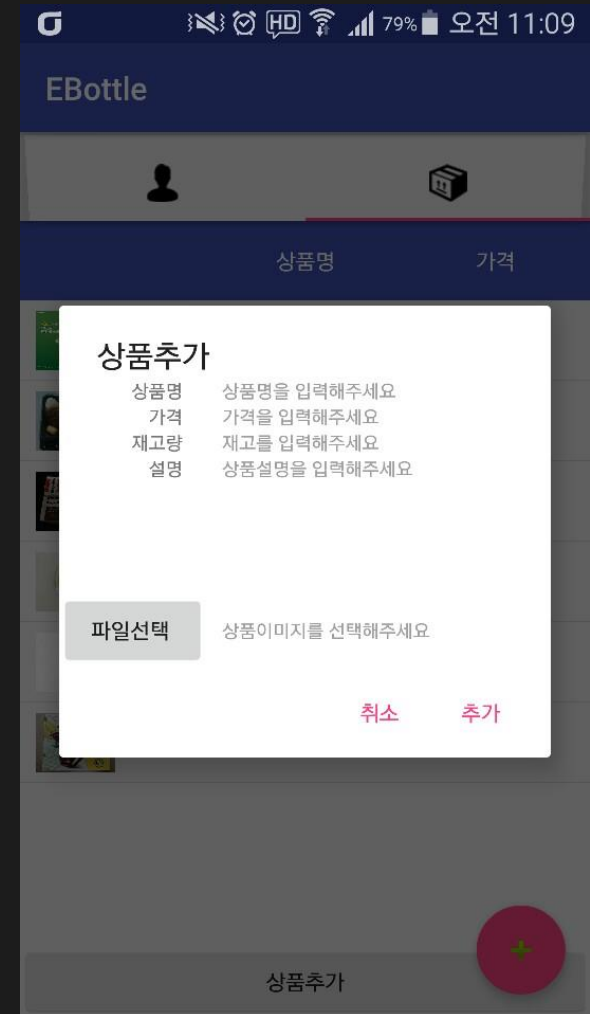 HD 79% 오전 11:09
EBottle
상품명 가격
상품추가
상품명 상품명을 입력해주세요
가격 가격을 입력해주세요
재고량 재고를 입력해주세요
설명 상품설명을 입력해주세요
파일선택 상품이미지를 선택해주세요
취소 추가
상품추가